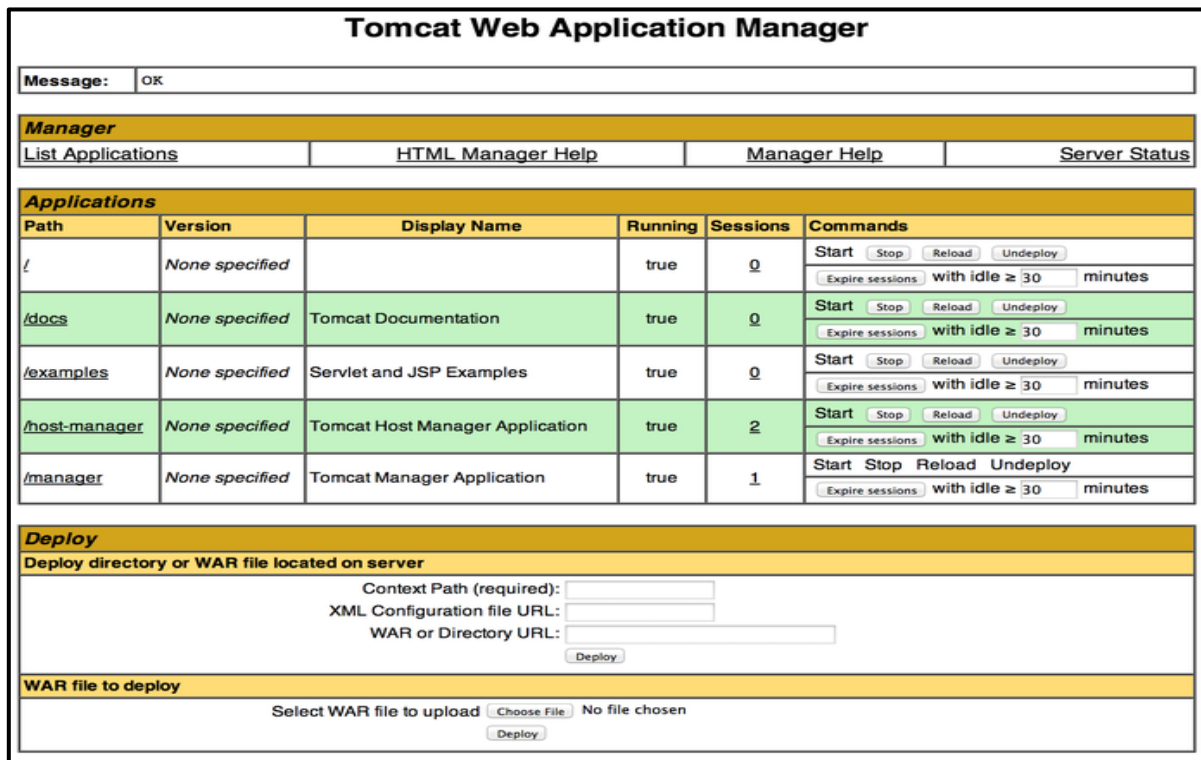 Tomcat Web Application Manager
Message: OK
Manager
List Applications HTML Manager Help Manager Help Server Status
Applications
Path Version Display Name Running Sessions Commands
/ None specified true 0 Start Stop Reload Undeploy
Expire sessions with idle ≥ 30 minutes
/docs None specified Tomcat Documentation true 0 Start Stop Reload Undeploy
Expire sessions with idle ≥ 30 minutes
/examples None specified Servlet and JSP Examples true 0 Start Stop Reload Undeploy
Expire sessions with idle ≥ 30 minutes
/host-manager None specified Tomcat Host Manager Application true 2 Start Stop Reload Undeploy
Expire sessions with idle ≥ 30 minutes
/manager None specified Tomcat Manager Application true 1 Start Stop Reload Undeploy
Expire sessions with idle ≥ 30 minutes
Deploy
Deploy directory or WAR file located on server
Context Path (required):
XML Configuration file URL:
WAR or Directory URL:
Deploy
WAR file to deploy
Select WAR file to upload Choose File No file chosen
Deploy